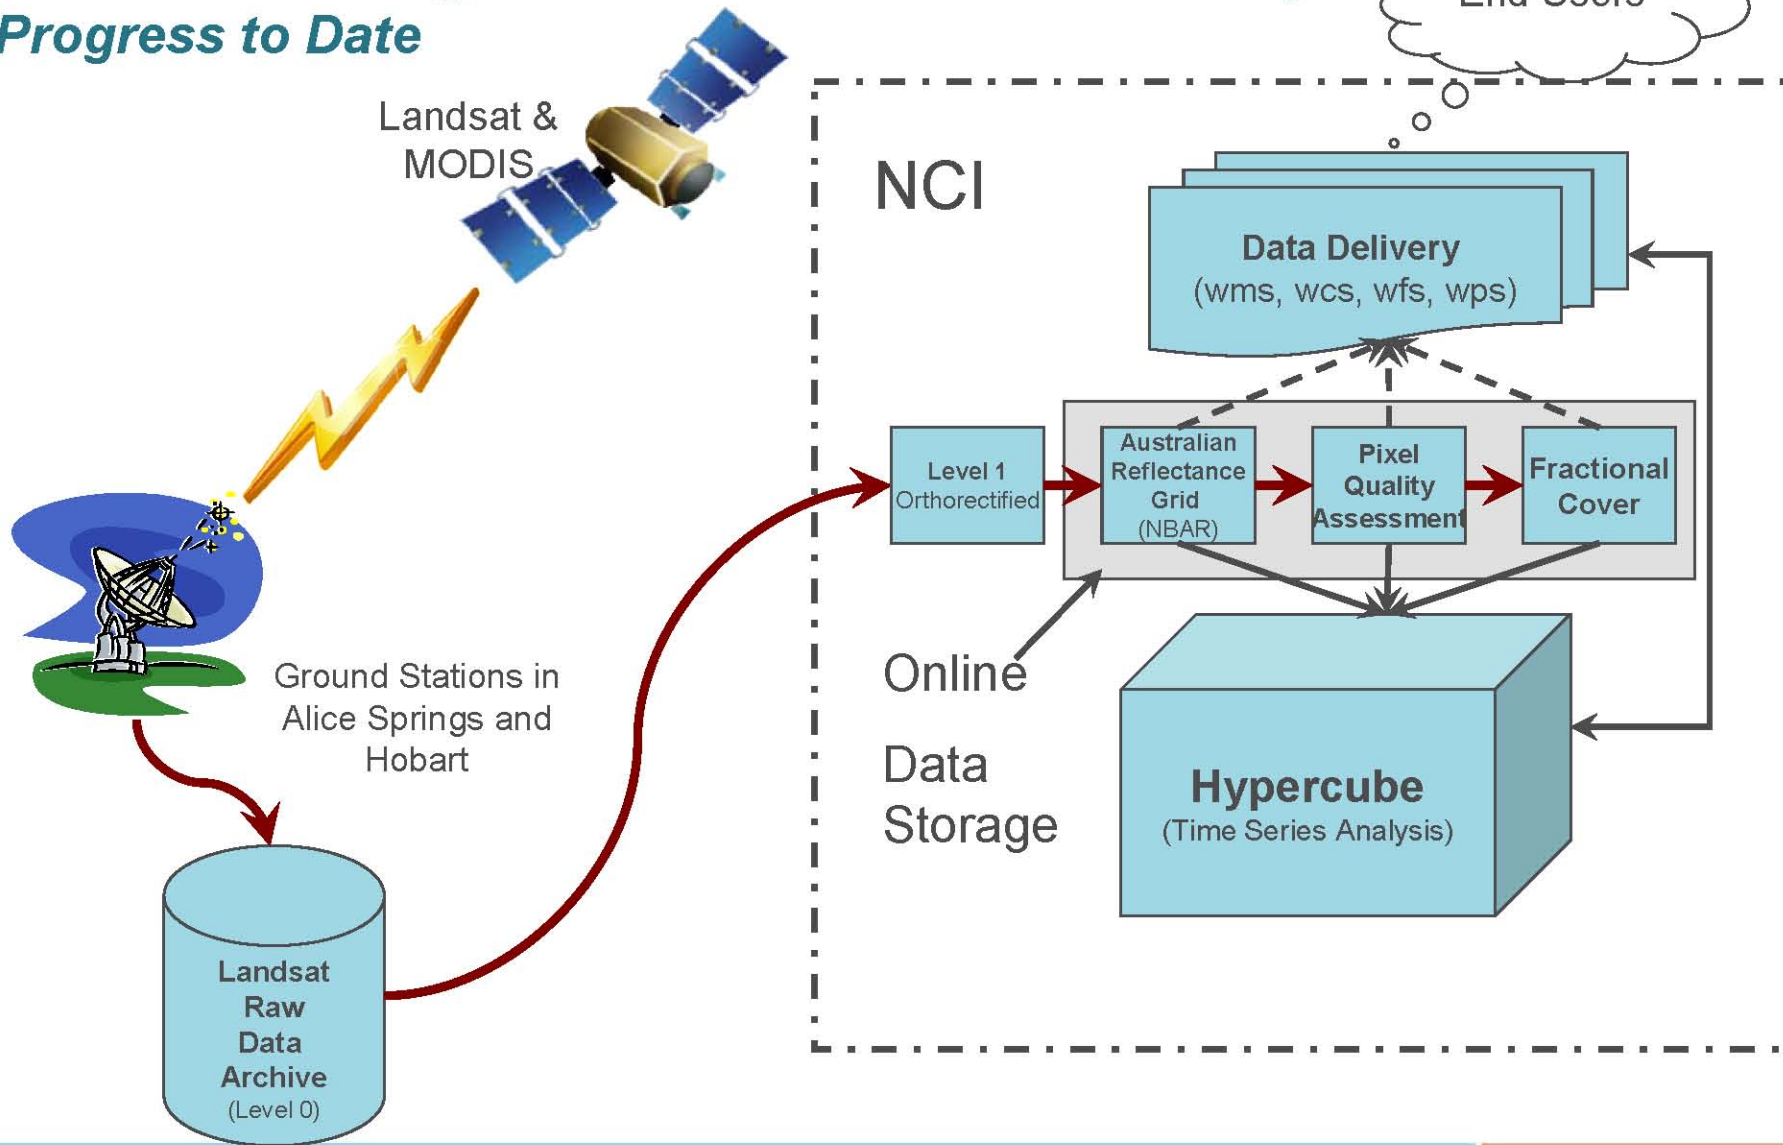 Progress to Date
End Users
Landsat &
MODIS
NCI
Data Delivery
(wms, wcs, wfs, wps)
Level 1
Orthorectified
Australian
Reflectance
Grid
(NBAR)
Pixel
Quality
Assessment
Fractional
Cover
Ground Stations in
Alice Springs and
Hobart
Online
Data
Storage
Hypercube
(Time Series Analysis)
Landsat
Raw
Data
Archive
(Level 0)